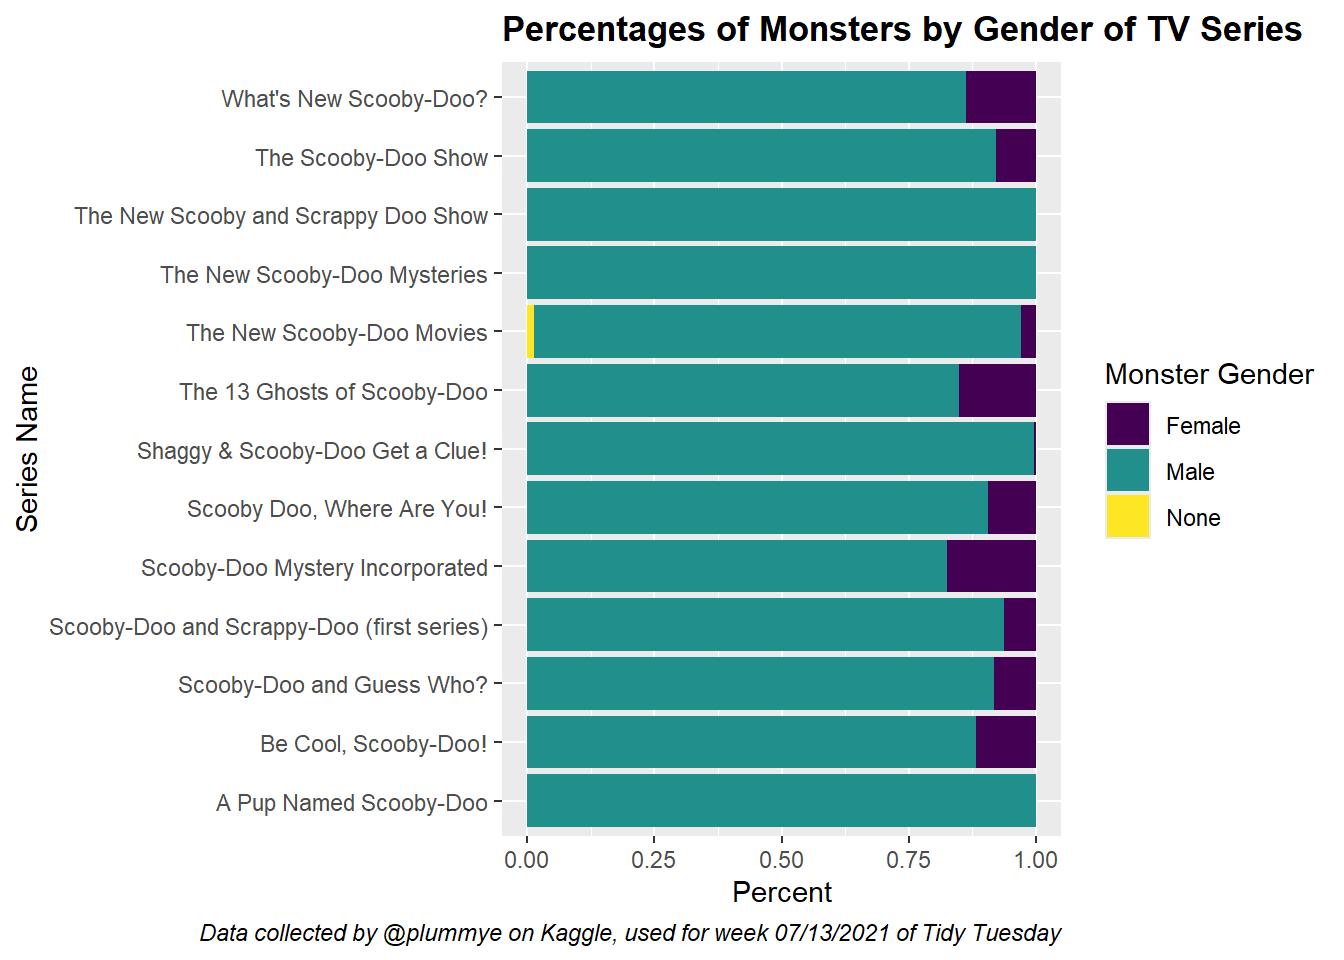 Percentages of Monsters by Gender of TV Series
What's New Scooby-Doo?
The Scooby-Doo Show
The New Scooby and Scrappy Doo Show
The New Scooby-Doo Mysteries
The New Scooby-Doo Movies
The 13 Ghosts of Scooby-Doo
Shaggy & Scooby-Doo Get a Clue!
Scooby Doo, Where Are You!
Scooby-Doo Mystery Incorporated
Scooby-Doo and Scrappy-Doo (first series)
Scooby-Doo and Guess Who?
Be Cool, Scooby-Doo!
A Pup Named Scooby-Doo
Series Name
0.00 0.25 0.50 0.75 1.00
Percent
Monster Gender
Female
Male
None
Data collected by @plummye on Kaggle, used for week 07/13/2021 of Tidy Tuesday